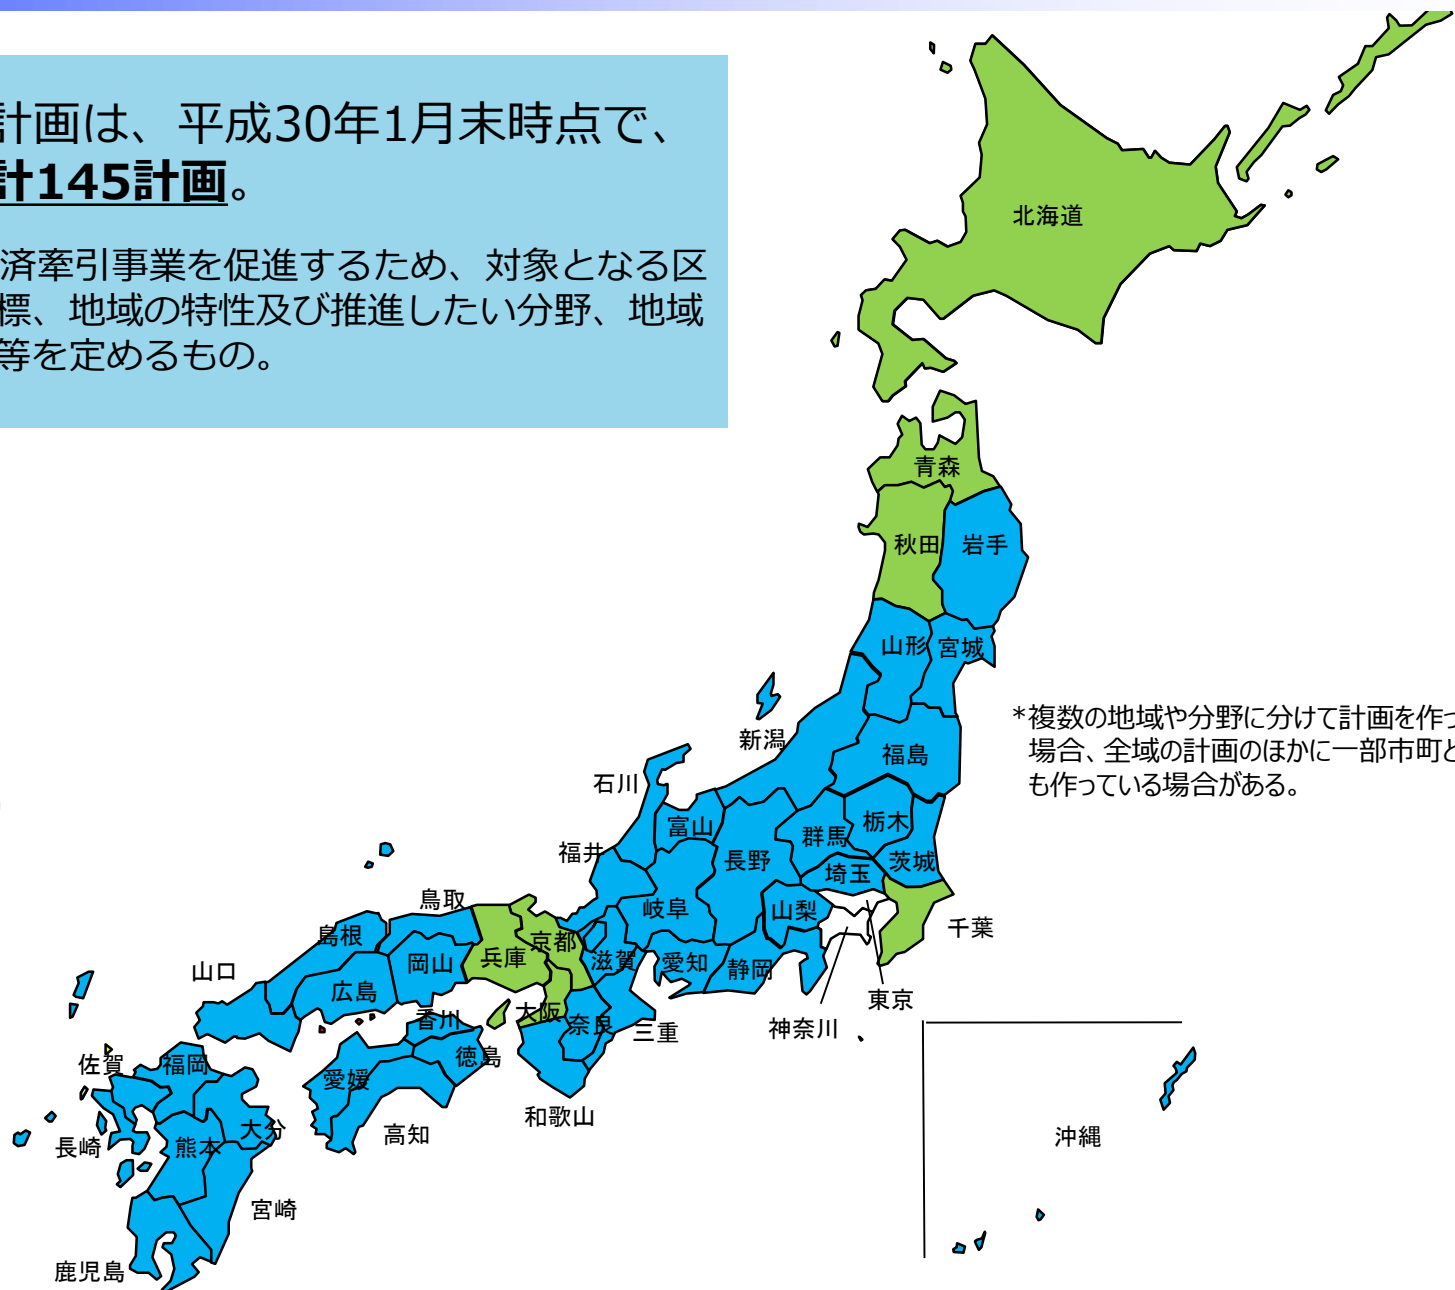 計画は、平成30年1月末時点で、
計145計画。
済牽引事業を促進するため、対象となる区
標、地域の特性及び推進したい分野、地域
等を定めるもの。
北海道
青森
秋田
岩手
山形
宮城
*複数の地域や分野に分けて計画を作っ
場合、全域の計画のほかに一部市町と
も作っている場合がある。
新潟
福島
石川
富山
群馬
栃木
福井
長野
埼玉
茨城
鳥取
岐阜
山梨
千葉
島根
岡山
兵庫
京都
滋賀
愛知
静岡
山口
広島
東京
香川
大阪
奈良
三重
神奈川
佐賀
福岡
徳島
愛媛
和歌山
高知
長崎
熊本
大分
沖縄
宮崎
鹿児島